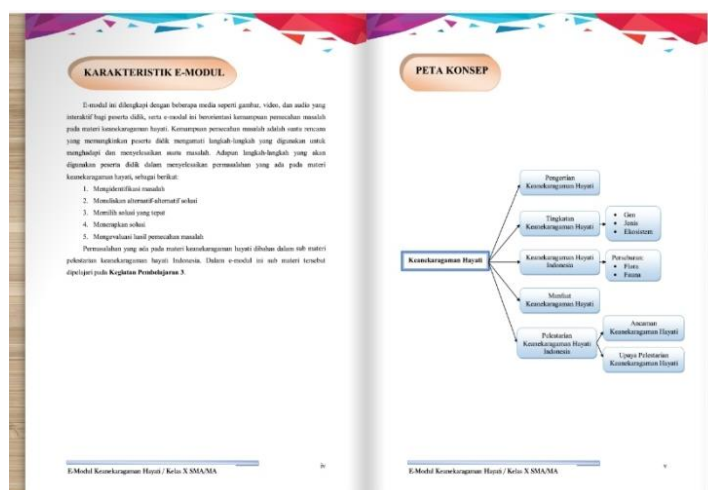 KARAKTERISTIK E-MODUL
E-modul ini dilengkapi dengan beberapa media seperti gambar, video, dan audio yang
interaktif bagi peserta didik, serta e-modul ini berorientasi kemampuan pemecahan masalah
pada materi keanekaragaman hayati. Kemampuan pemecahan masalah adalah suatu rencana
yang memungkinkan peserta didik mengamati langkah-langkah yang digunakan untuk
menghadapi dan menyelesaikan suatu masalah. Adapun langkah-langkah yang akan
digunakan peserta didik dalam menyelesaikan permasalahan yang ada pada materi
keanekaragaman hayati, sebagai berikut:
1. Mengidentifikasi masalah
2. Menuliskan alternatif-alternatif solusi
3. Memilih solusi yang tepat
4. Menerapkan solusi
5. Mengevaluasi hasil pemecahan masalah
Permasalahan yang ada pada materi keanekaragaman hayati dibahas dalam sub materi
pelestarian keanekaragaman hayati Indonesia. Dalam e-modul ini sub materi tersebut
dipelajari pada Kegiatan Pembelajaran 3.
E-Modul Keanekaragaman Hayati / Kelas X SMA/MA
iv
PETA KONSEP
Keanekaragaman Hayati
Pengertian
Keanekaragaman Hayati
Tingkatan
Keanekaragaman Hayati
• Gen
• Jenis
• Ekosistem
Keanekaragaman Hayati
Indonesia
Persebaran:
• Flora
• Fauna
Manfaat
Keanekaragaman Hayati
Pelestarian
Keanekaragaman Hayati
Indonesia
Ancaman
Keanekaragaman Hayati
Upaya Pelestarian
Keanekaragaman Hayati
E-Modul Keanekaragaman Hayati / Kelas X SMA/MA
v